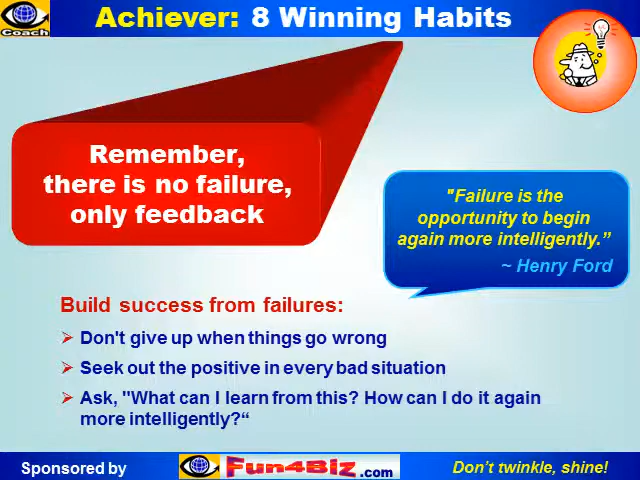 Coach
Achiever: 8 Winning Habits
Remember,
there is no failure,
only feedback
"Failure is the
opportunity to begin
again more intelligently.”
~ Henry Ford
Build success from failures:
Don't give up when things go wrong
Seek out the positive in every bad situation
Ask, "What can I learn from this? How can I do it again
more intelligently?“
Sponsored by
Fun4Biz.com
Don’t twinkle, shine!